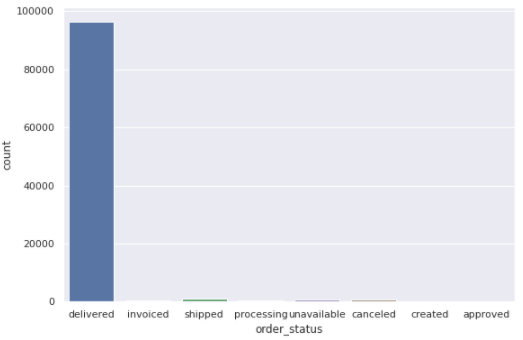 100000
80000
60000
40000
20000
0
count
delivered invoiced shipped processing unavailable canceled created approved
order_status